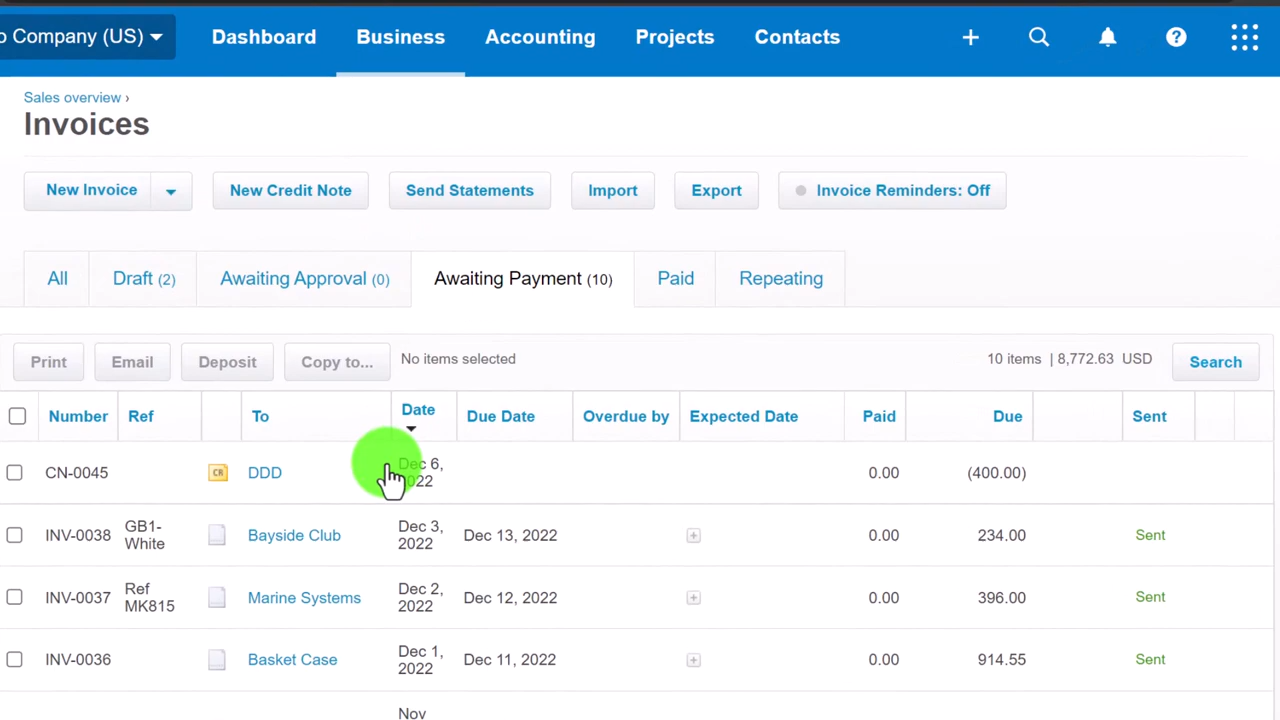 o Company (US) Dashboard Business Accounting Projects Contacts
Sales overview ›
Invoices
New Invoice New Credit Note Send Statements Import Export Invoice Reminders: Off
All Draft (2) Awaiting Approval (0) Awaiting Payment (10) Paid Repeating
Print Email Deposit Copy to... No items selected 10 items | 8,772.63 USD Search
Number Ref To Date Due Date Overdue by Expected Date Paid Due Sent
CN-0045 CR DDD Dec 6, 0.00 (400.00)
2022
INV-0038 GB1- Bayside Club Dec 3, Dec 13, 2022 0.00 234.00 Sent
White 2022
INV-0037 Ref Marine Systems Dec 2, Dec 12, 2022 0.00 396.00 Sent
MK815 2022
INV-0036 Basket Case Dec 1, Dec 11, 2022 0.00 914.55 Sent
2022
Nov